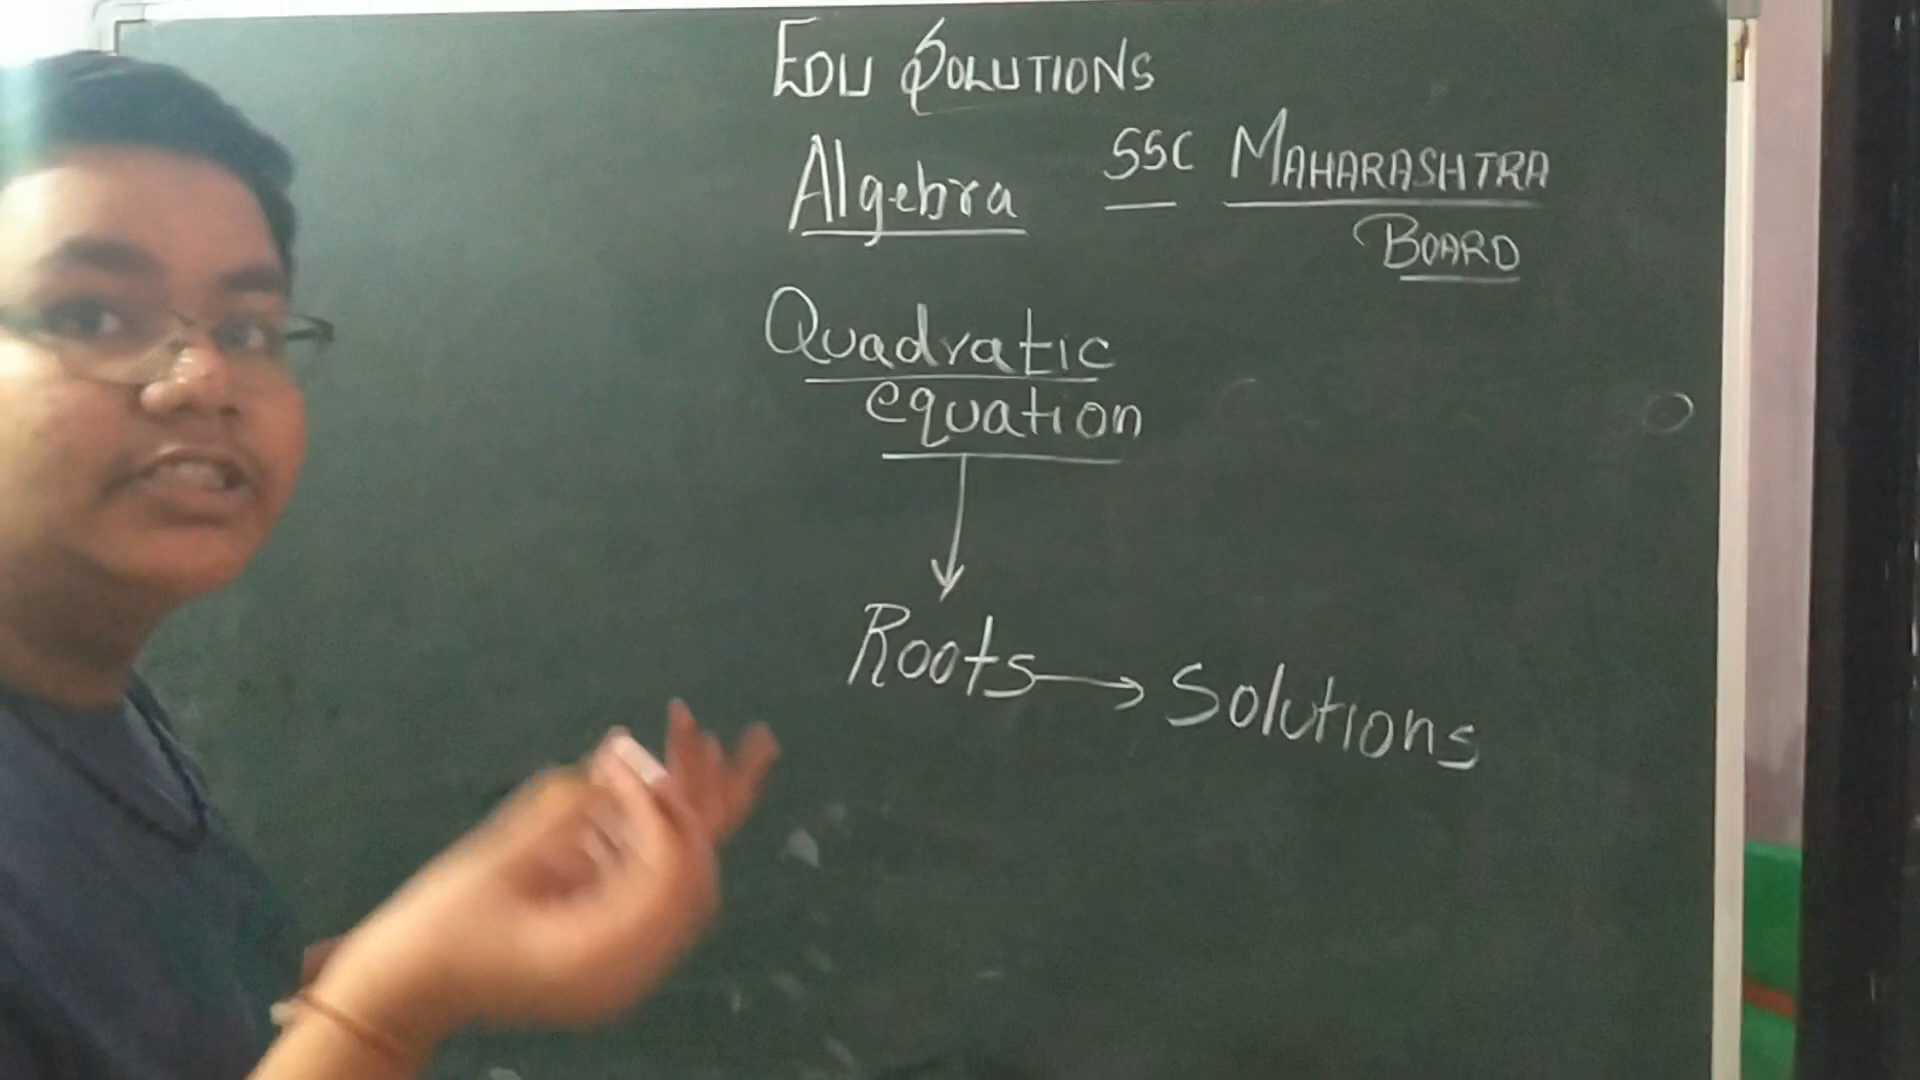 EDU SOLUTIONS
Algebra SSC MAHARASHTRA
BOARD
Quadratic
equation
Roots → Solutions